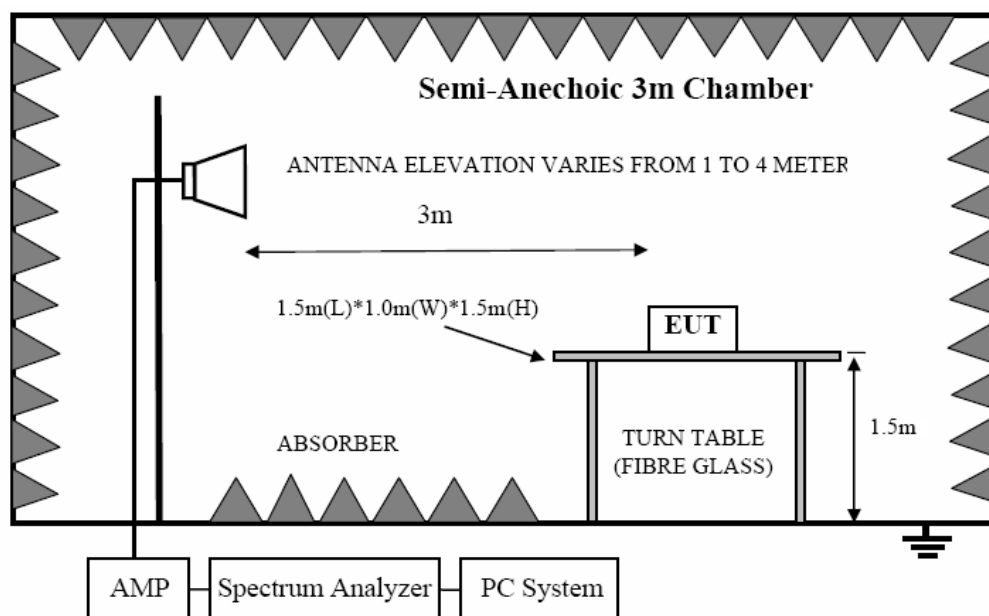 Semi-Anechoic 3m Chamber
ANTENNA ELEVATION VARIES FROM 1 TO 4 METER
3m
1.5m(L)*1.0m(W)*1.5m(H)
EUT
ABSORBER
TURN TABLE
(FIBRE GLASS)
1.5m
AMP
Spectrum Analyzer
PC System